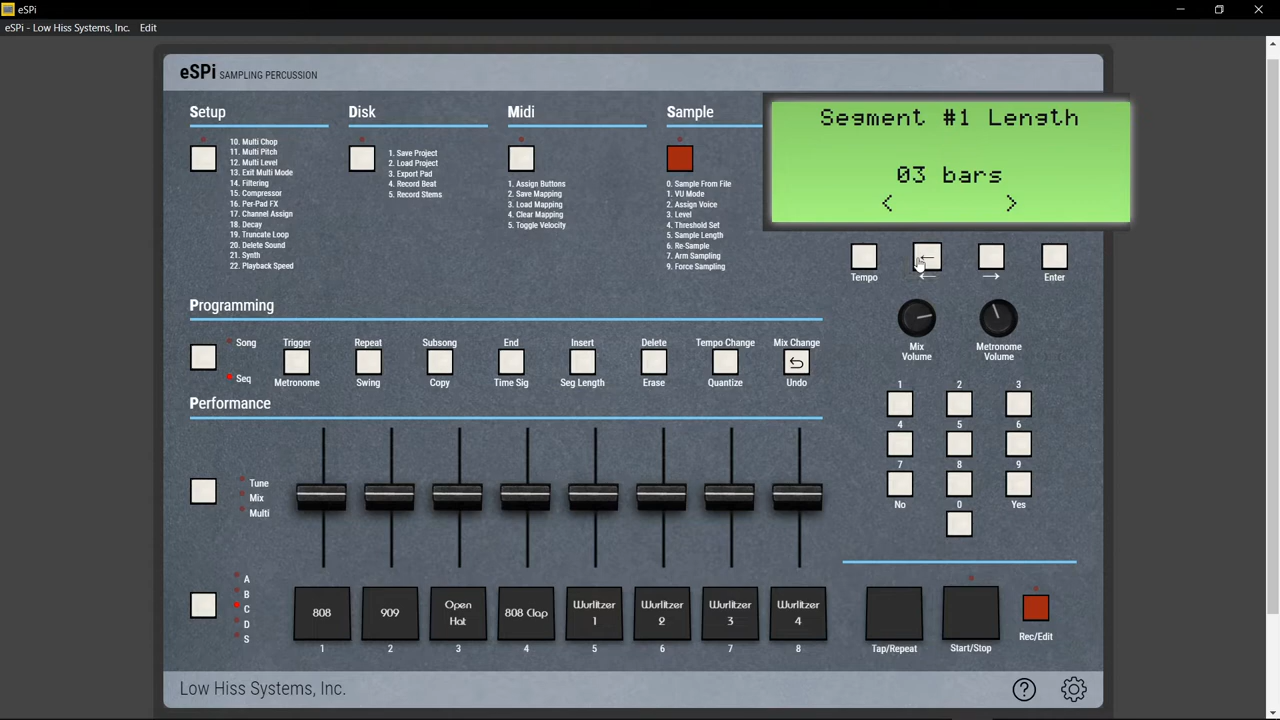 eSPi
eSPi - Low Hiss Systems, Inc. Edit
eSPi SAMPLING PERCUSSION
Setup
10. Multi Chop
11. Multi Pitch
12. Multi Level
13. Exit Multi Mode
14. Filtering
15. Compressor
16. Per-Pad FX
17. Channel Assign
18. Decay
19. Truncate Loop
20. Delete Sound
21. Synth
22. Playback Speed
Disk
1. Save Project
2. Load Project
3. Export Pad
4. Record Beat
5. Record Stems
Midi
1. Assign Buttons
2. Save Mapping
3. Load Mapping
4. Clear Mapping
5. Toggle Velocity
Sample
0. Sample From File
1. VU Mode
2. Assign Voice
3. Level
4. Threshold Set
5. Sample Length
6. Re-Sample
7. Arm Sampling
9. Force Sampling
Segment #1 Length
03 bars
< >
Tempo ← → Enter
Mix Volume
Metronome Volume
Programming
Song
Seq
Trigger Repeat Subsong End Insert Delete Tempo Change Mix Change
Metronome Swing Copy Time Sig Seg Length Erase Quantize Undo
Performance
Tune
Mix
Multi
A
B
C
D
S
808 909 Open Hat 808 Clap Wurlitzer 1 Wurlitzer 2 Wurlitzer 3 Wurlitzer 4
1 2 3 4 5 6 7 8
1 2 3
4 5 6
7 8 9
No Yes
0
Tap/Repeat Start/Stop Rec/Edit
Low Hiss Systems, Inc.
?